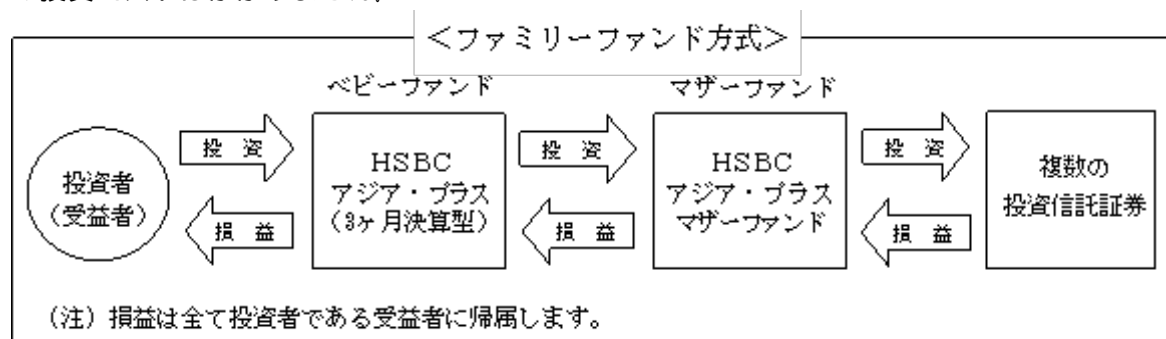 ＜ファミリーファンド方式＞
ベビーファンド
マザーファンド
投資者
（受益者）
投 資
損 益
HSBC
アジア・プラス
（3ヶ月決算型）
投 資
損 益
HSBC
アジア・プラス
マザーファンド
投 資
損 益
複数の
投資信託証券
（注）損益は全て投資者である受益者に帰属します。